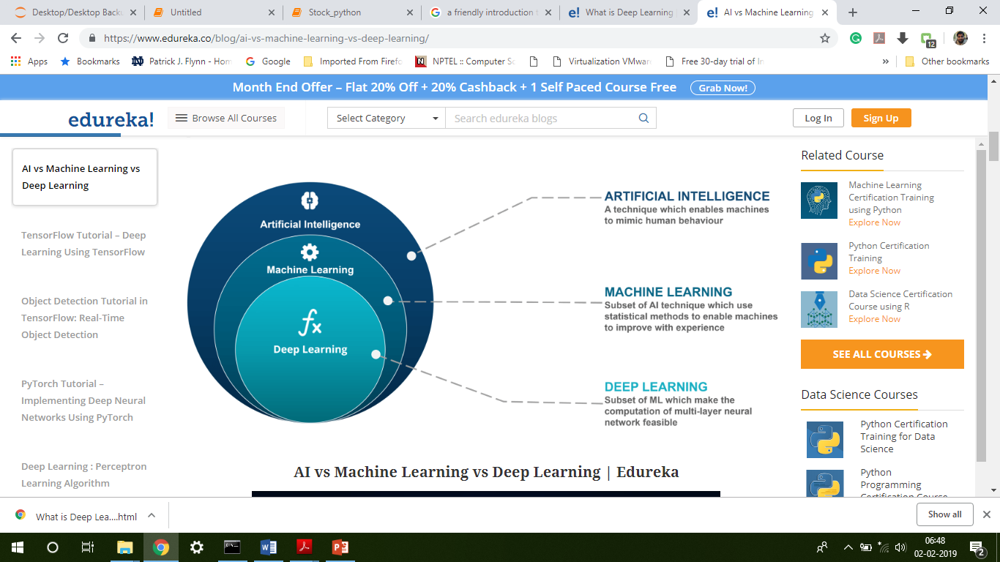 Desktop/Desktop Back
Untitled
Stock_python
a friendly introduction t
What is Deep Learning
AI vs Machine Learning
https://www.edureka.co/blog/ai-vs-machine-learning-vs-deep-learning/
12
Apps
Bookmarks
Patrick J. Flynn - Hom
Google
Imported From Firefo
NPTEL :: Computer Sc
Virtualization VMwar
Free 30-day trial of In
»
Other bookmarks
Month End Offer – Flat 20% Off + 20% Cashback + 1 Self Paced Course Free
Grab Now!
edureka!
Browse All Courses
Select Category
Search edureka blogs
Log In
Sign Up
AI vs Machine Learning vs
Deep Learning
TensorFlow Tutorial – Deep
Learning Using TensorFlow
Object Detection Tutorial in
TensorFlow: Real-Time
Object Detection
PyTorch Tutorial –
Implementing Deep Neural
Networks Using PyTorch
Deep Learning : Perceptron
Learning Algorithm
Artificial Intelligence
Machine Learning
fx
Deep Learning
ARTIFICIAL INTELLIGENCE
A technique which enables machines
to mimic human behaviour
MACHINE LEARNING
Subset of AI technique which use
statistical methods to enable machines
to improve with experience
DEEP LEARNING
Subset of ML which make the
computation of multi-layer neural
network feasible
AI vs Machine Learning vs Deep Learning | Edureka
Related Course
Machine Learning
Certification Training
using Python
Explore Now
Python Certification
Training
Explore Now
Data Science Certification
Course using R
Explore Now
SEE ALL COURSES
Data Science Courses
Python Certification
Training for Data
Science
Python
Programming
Certification Course
What is Deep Lea....html
Show all
06:48
02-02-2019
2